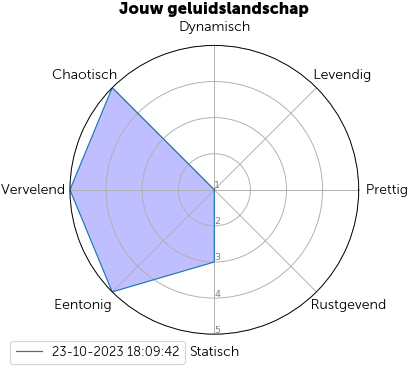 Jouw geluidslandschap
Dynamisch
Chaotisch
Levendig
Vervelend
1
Prettig
2
3
4
Eentonig
Rustgevend
5
23-10-2023 18:09:42
Statisch